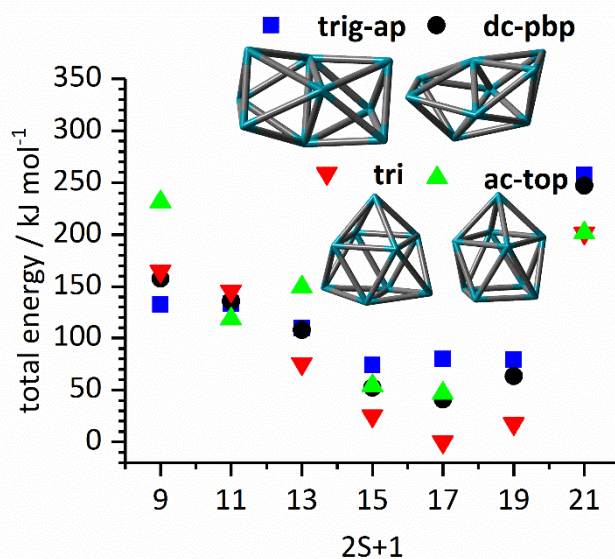 trig-ap dc-pbp
tri ac-top
total energy / kJ mol⁻¹
350
300
250
200
150
100
50
0
9 11 13 15 17 19 21
2S+1